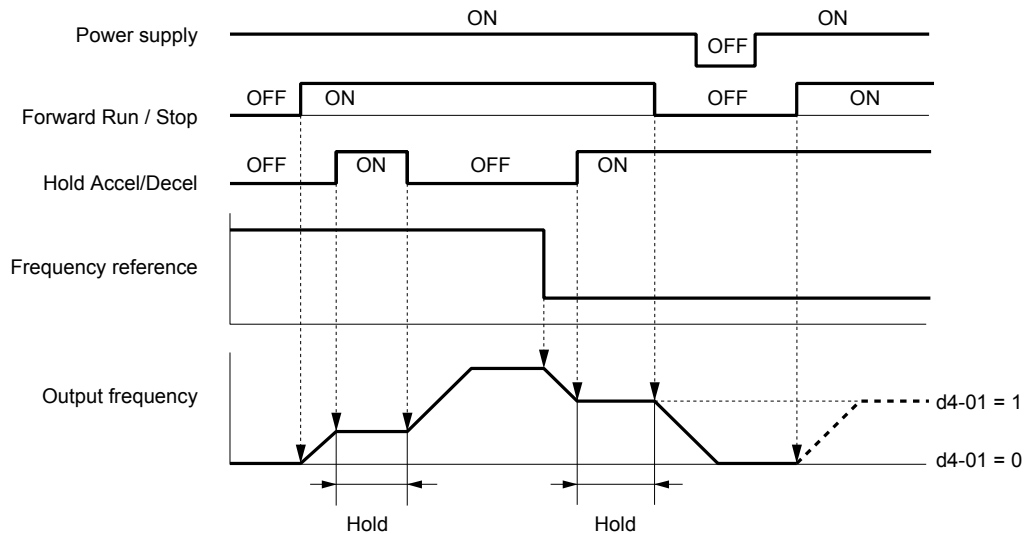 ON ON
Power supply OFF
OFF ON OFF ON
Forward Run / Stop
OFF ON OFF ON
Hold Accel/Decel
Frequency reference
Output frequency
d4-01 = 1
d4-01 = 0
Hold Hold